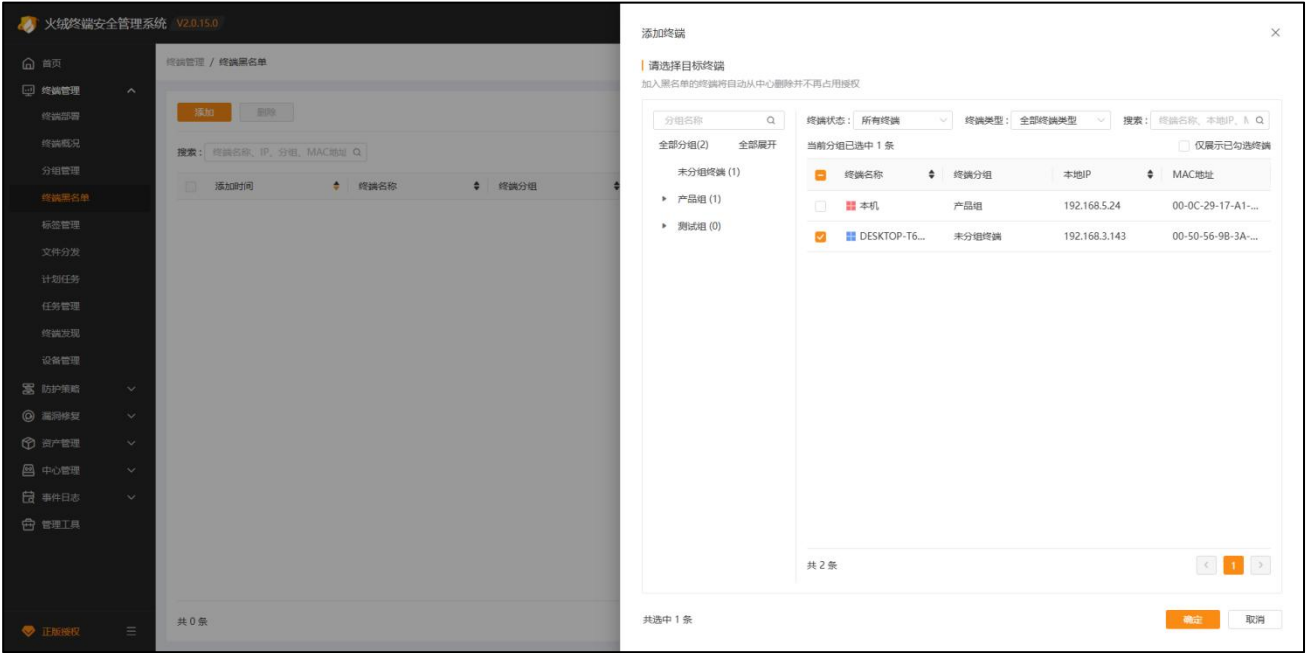 火绒终端安全管理系统 V2.0.15.0
首页
终端管理
终端部署
终端概况
分组管理
终端黑名单
标签管理
文件分发
计划任务
任务管理
终端发现
设备管理
防护策略
漏洞修复
资产管理
中心管理
事件日志
管理工具
正版授权
终端管理 / 终端黑名单
添加 删除
搜索： 终端名称、IP、分组、MAC地址
添加时间 终端名称 终端分组
共 0 条
添加终端
请选择目标终端
加入黑名单的终端将自动从中心删除并不再占用授权
分组名称
全部分组(2) 全部展开
未分组终端 (1)
产品组 (1)
测试组 (0)
终端状态： 所有终端 终端类型： 全部终端类型 搜索： 终端名称、本地IP、
当前分组已选中 1 条 仅展示已勾选终端
终端名称 终端分组 本地IP MAC地址
本机 产品组 192.168.5.24 00-0C-29-17-A1-...
DESKTOP-T6... 未分组终端 192.168.3.143 00-50-56-9B-3A-...
共 2 条 1
共选中 1 条 确定 取消